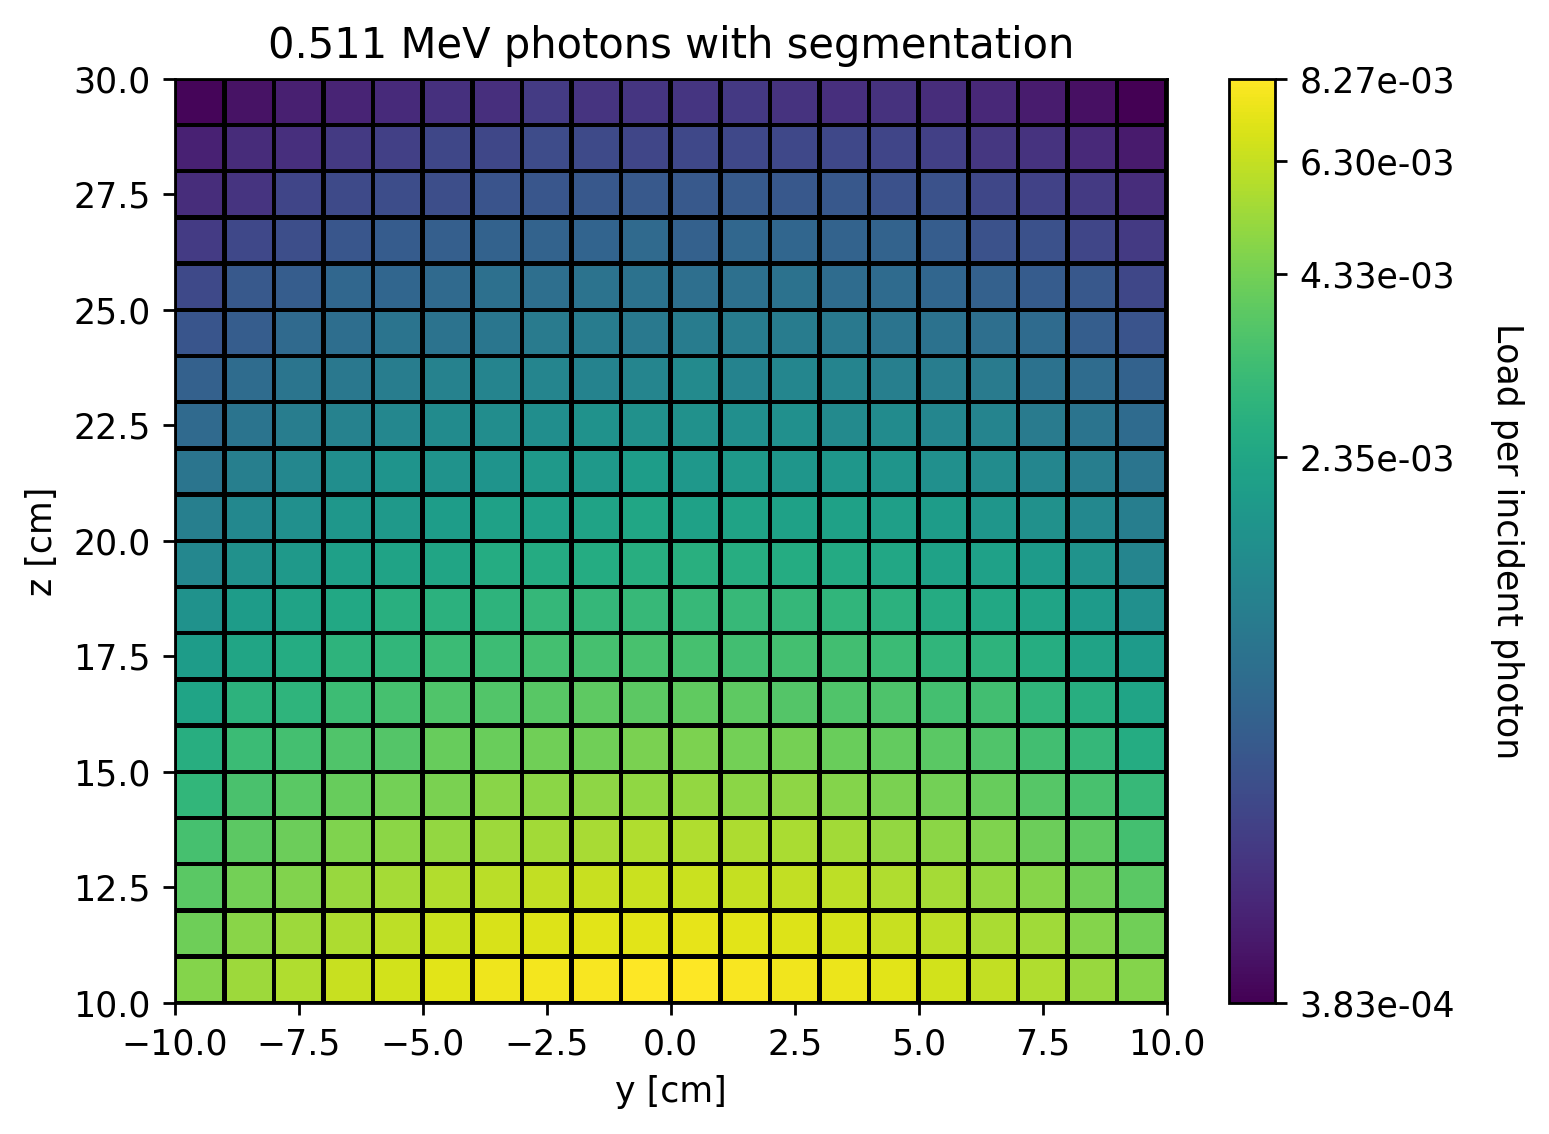 0.511 MeV photons with segmentation
30.0
27.5
25.0
22.5
20.0
17.5
15.0
12.5
10.0
z [cm]
−10.0 −7.5 −5.0 −2.5 0.0 2.5 5.0 7.5 10.0
y [cm]
8.27e-03
6.30e-03
4.33e-03
2.35e-03
3.83e-04
Load per incident photon